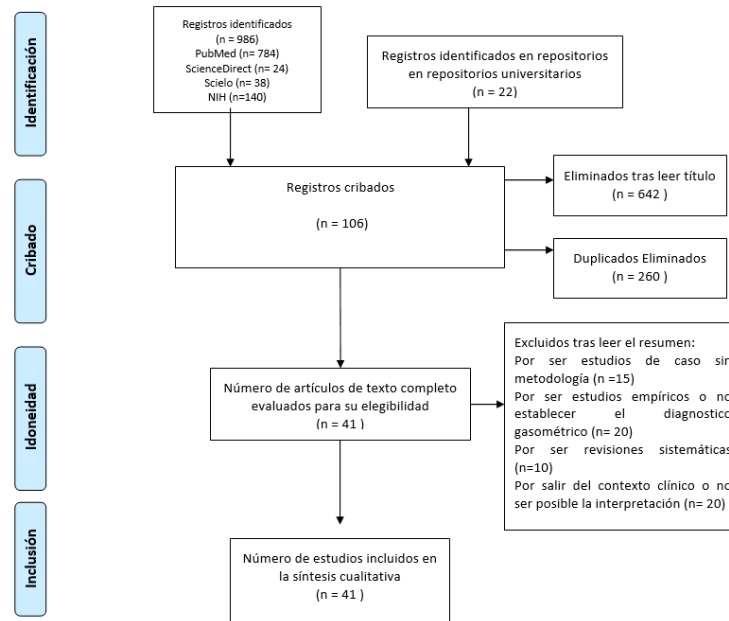 Identificación
Registros identificados
(n = 986)
PubMed (n= 784)
ScienceDirect (n= 24)
Scielo (n= 38)
NIH (n=140)
Registros identificados en repositorios
en repositorios universitarios
(n = 22)
Cribado
Registros cribados
(n = 106)
Eliminados tras leer título
(n = 642 )
Duplicados Eliminados
(n = 260)
Idoneidad
Número de artículos de texto completo
evaluados para su elegibilidad
(n = 41 )
Excluidos tras leer el resumen:
Por ser estudios de caso sin
metodología (n =15)
Por ser estudios empíricos o no
establecer el diagnostico
gasométrico (n= 20)
Por ser revisiones sistemáticas
(n=10)
Por salir del contexto clínico o no
ser posible la interpretación (n= 20)
Inclusión
Número de estudios incluidos en
la síntesis cualitativa
(n = 41 )